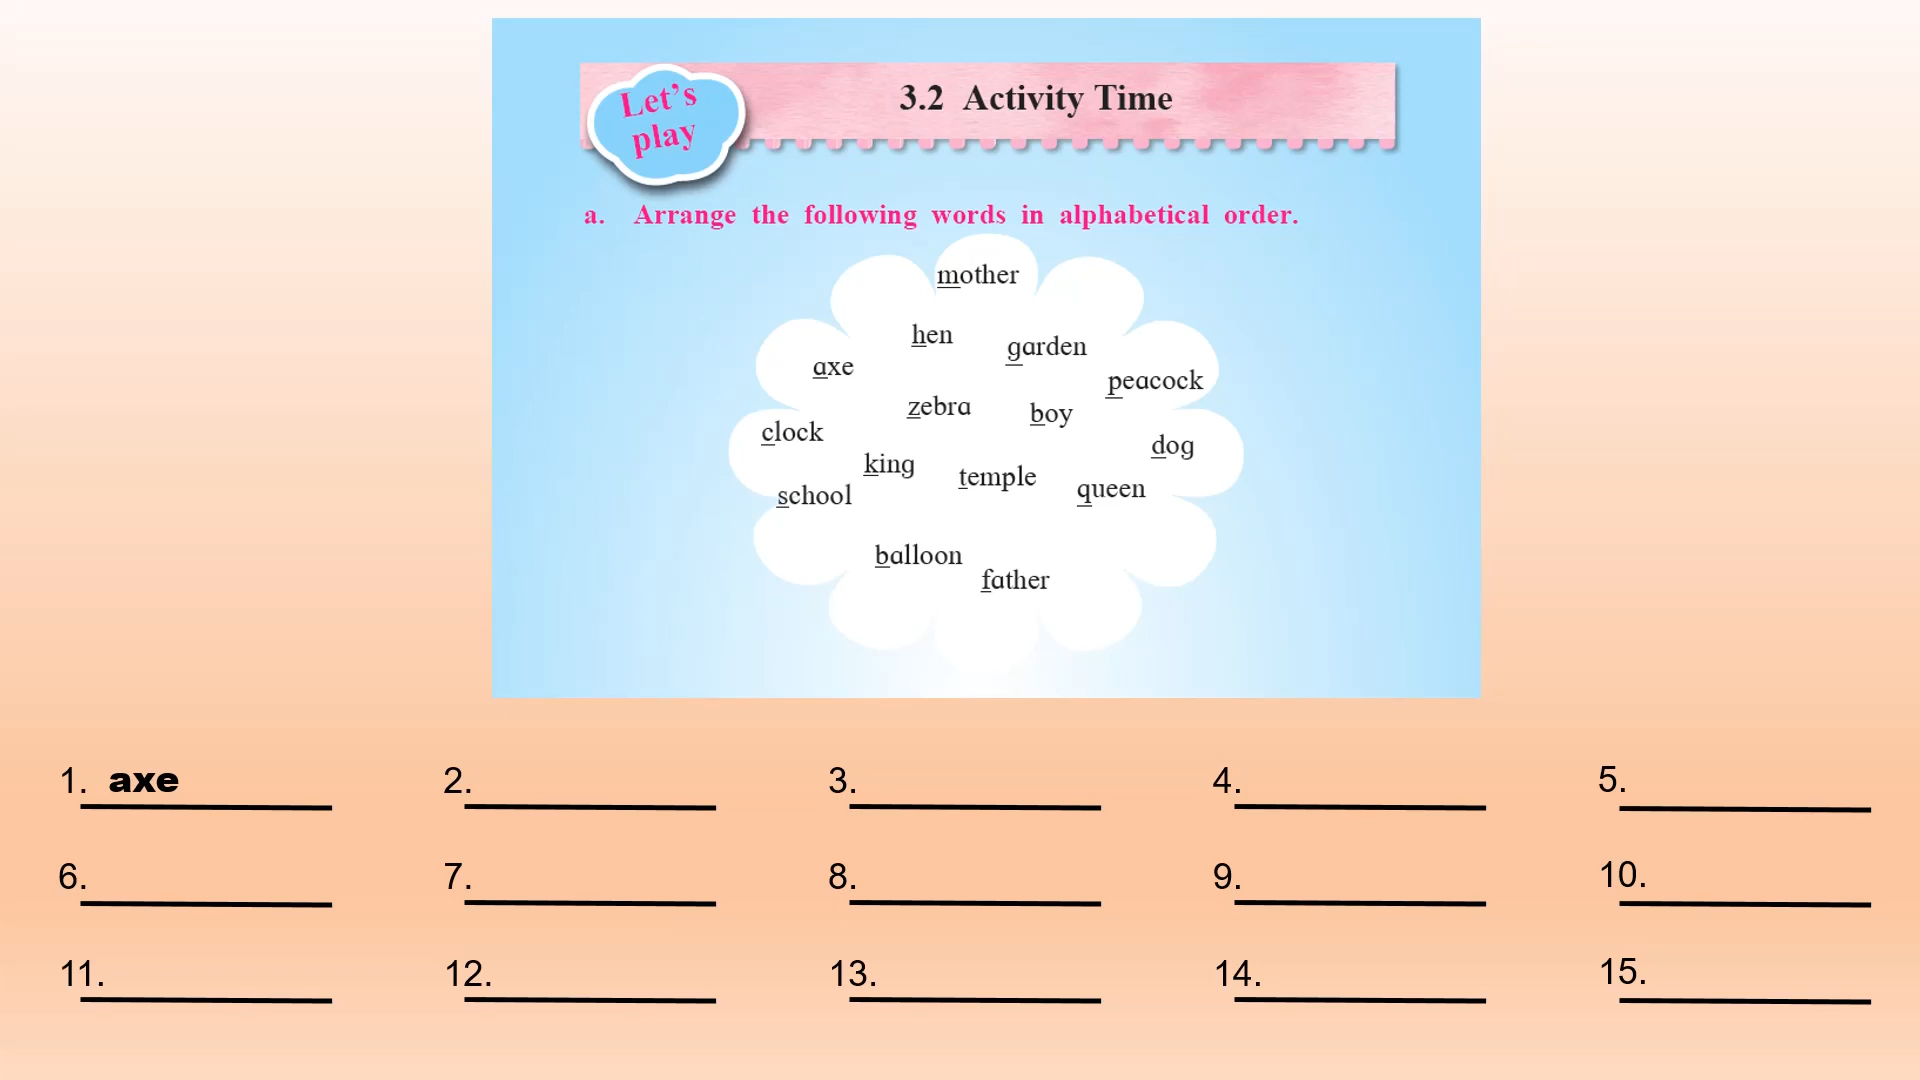 Let's
play
3.2 Activity Time
a. Arrange the following words in alphabetical order.
mother
hen
garden
axe
peacock
zebra
boy
clock
dog
king
temple
queen
school
balloon
father
1. axe 2. 3. 4. 5.
6. 7. 8. 9. 10.
11. 12. 13. 14. 15.